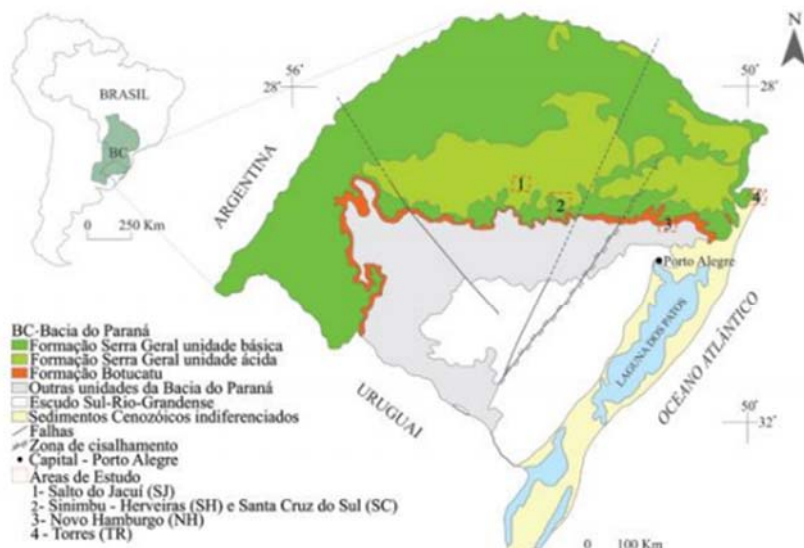 BRASIL
BC
0 250 Km
N
56
28
50
28
ARGENTINA
1
2
3
4
Porto Alegre
LAGUNA DOS PATOS
OCEANO ATLÂNTICO
URUGUAI
50
32
0 100 Km
BC-Bacia do Paraná
Formação Serra Geral unidade básica
Formação Serra Geral unidade ácida
Formação Botucatu
Outras unidades da Bacia do Paraná
Escudo Sul-Rio-Grandense
Sedimentos Cenozóicos indiferenciados
Falhas
Zona de cisalhamento
Capital - Porto Alegre
Áreas de Estudo
1- Salto do Jacuí (SJ)
2- Sinimbu - Herveiras (SH) e Santa Cruz do Sul (SC)
3- Novo Hamburgo (NH)
4 - Torres (TR)